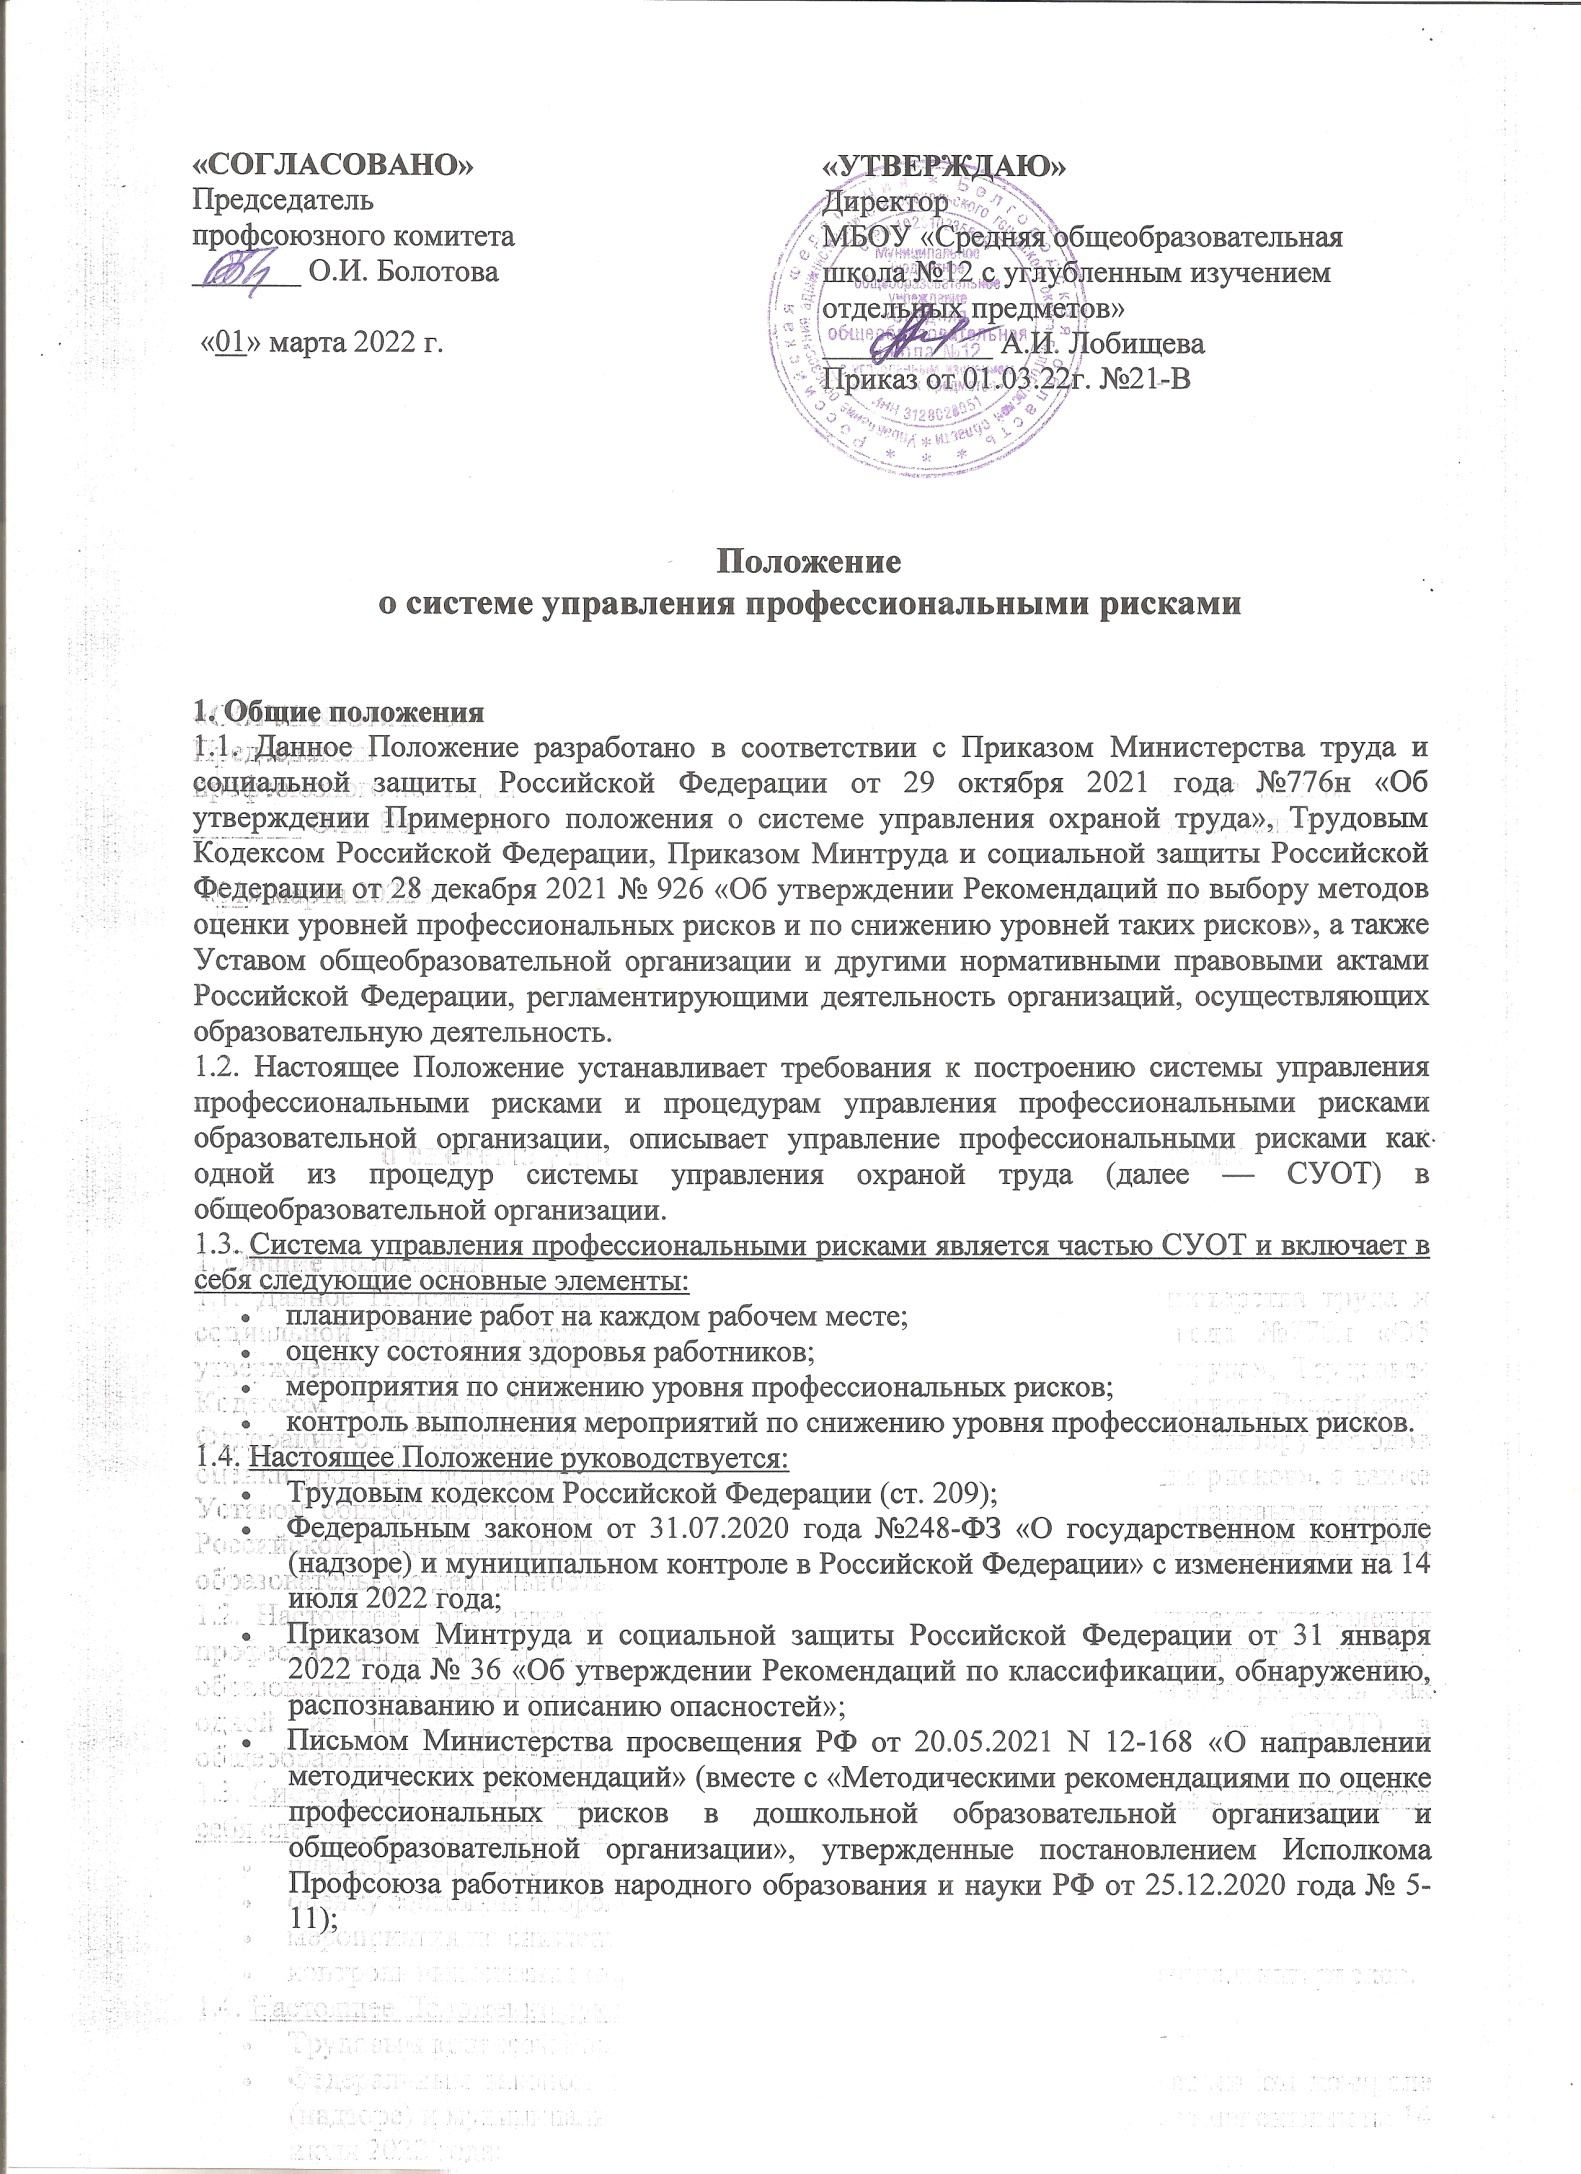 «СОГЛАСОВАНО»
Председатель
профсоюзного комитета
О.И. Болотова
«01» марта 2022 г.
«УТВЕРЖДАЮ»
Директор
МБОУ «Средняя общеобразовательная
школа №12 с углубленным изучением
отдельных предметов»
А.И. Лобищева
Приказ от 01.03.22г. №21-В
Положение
о системе управления профессиональными рисками
1. Общие положения
1.1. Данное Положение разработано в соответствии с Приказом Министерства труда и
социальной защиты Российской Федерации от 29 октября 2021 года №776н «Об
утверждении Примерного положения о системе управления охраной труда», Трудовым
Кодексом Российской Федерации, Приказом Минтруда и социальной защиты Российской
Федерации от 28 декабря 2021 № 926 «Об утверждении Рекомендаций по выбору методов
оценки уровней профессиональных рисков и по снижению уровней таких рисков», а также
Уставом общеобразовательной организации и другими нормативными правовыми актами
Российской Федерации, регламентирующими деятельность организаций, осуществляющих
образовательную деятельность.
1.2. Настоящее Положение устанавливает требования к построению системы управления
профессиональными рисками и процедурам управления профессиональными рисками
образовательной организации, описывает управление профессиональными рисками как
одной из процедур системы управления охраной труда (далее — СУОТ) в
общеобразовательной организации.
1.3. Система управления профессиональными рисками является частью СУОТ и включает в
себя следующие основные элементы:
• планирование работ на каждом рабочем месте;
• оценку состояния здоровья работников;
• мероприятия по снижению уровня профессиональных рисков;
• контроль выполнения мероприятий по снижению уровня профессиональных рисков.
1.4. Настоящее Положение руководствуется:
• Трудовым кодексом Российской Федерации (ст. 209);
• Федеральным законом от 31.07.2020 года №248-ФЗ «О государственном контроле
(надзоре) и муниципальном контроле в Российской Федерации» с изменениями на 14
июля 2022 года;
• Приказом Минтруда и социальной защиты Российской Федерации от 31 января
2022 года № 36 «Об утверждении Рекомендаций по классификации, обнаружению,
распознаванию и описанию опасностей»;
• Письмом Министерства просвещения РФ от 20.05.2021 N 12-168 «О направлении
методических рекомендаций» (вместе с «Методическими рекомендациями по оценке
профессиональных рисков в дошкольной образовательной организации и
общеобразовательной организации», утвержденные постановлением Исполкома
Профсоюза работников народного образования и науки РФ от 25.12.2020 года № 5-
11);